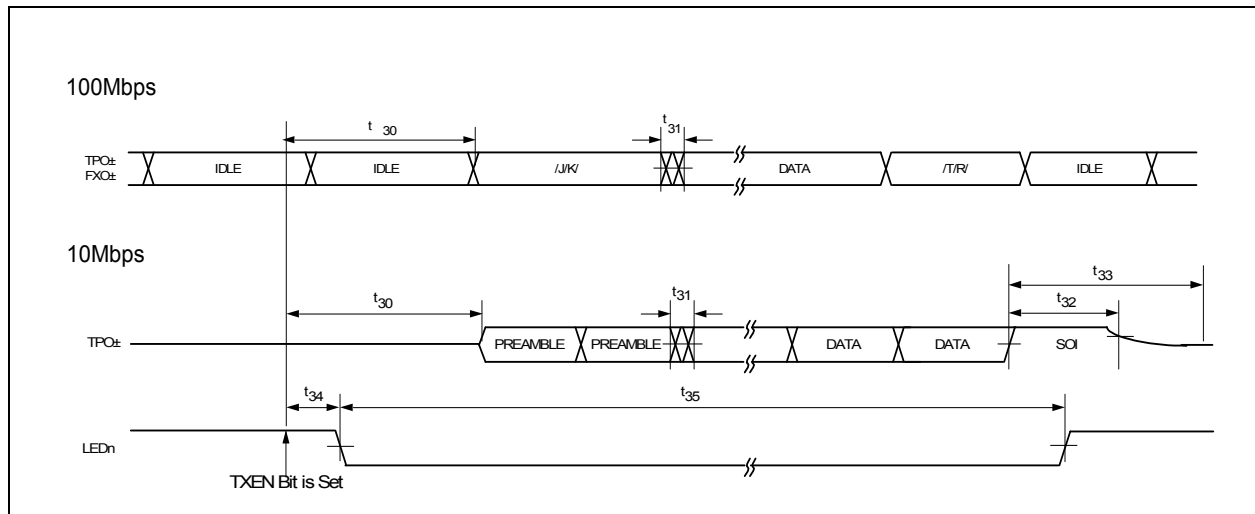 100Mbps
t 30
t31
TPO±
FXO±
IDLE
IDLE
/J/K/
DATA
/T/R/
IDLE
10Mbps
t33
t30
t31
t32
TPO±
PREAMBLE
PREAMBLE
DATA
DATA
SOI
t34
t35
LEDn
TXEN Bit is Set